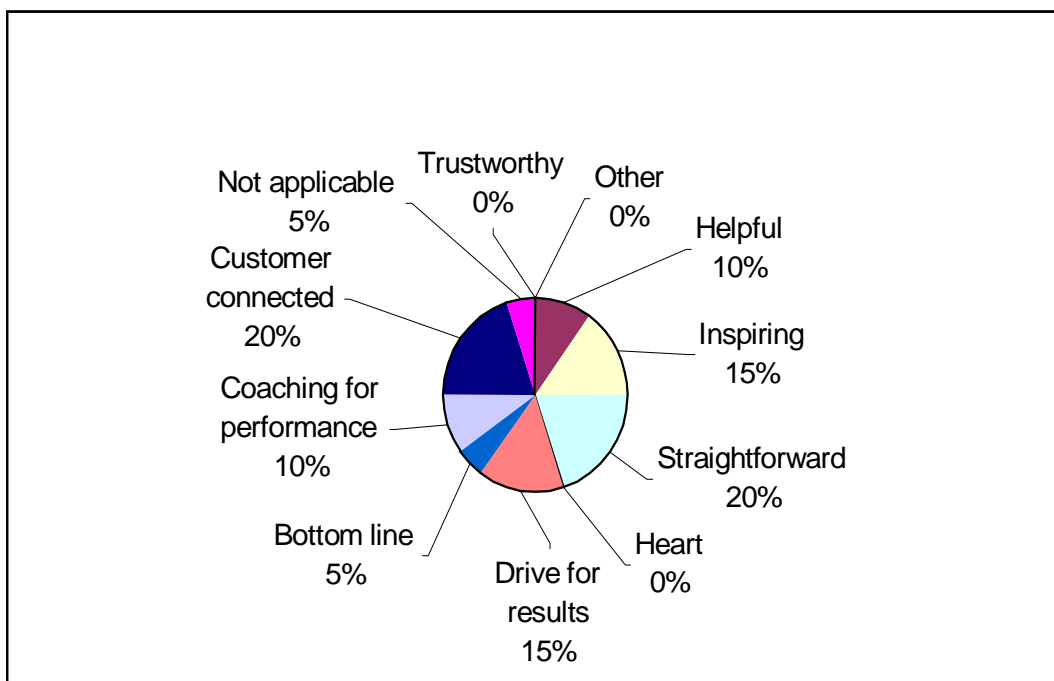 Trustworthy
0%
Other
0%
Helpful
10%
Inspiring
15%
Straightforward
20%
Heart
0%
Drive for
results
15%
Bottom line
5%
Coaching for
performance
10%
Customer
connected
20%
Not applicable
5%